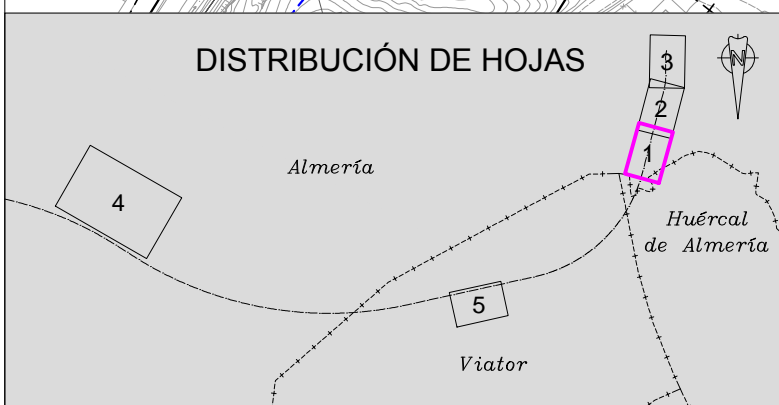 DISTRIBUCIÓN DE HOJAS
3
N
2
1
Almería
4
Huércal
de Almería
5
Viator